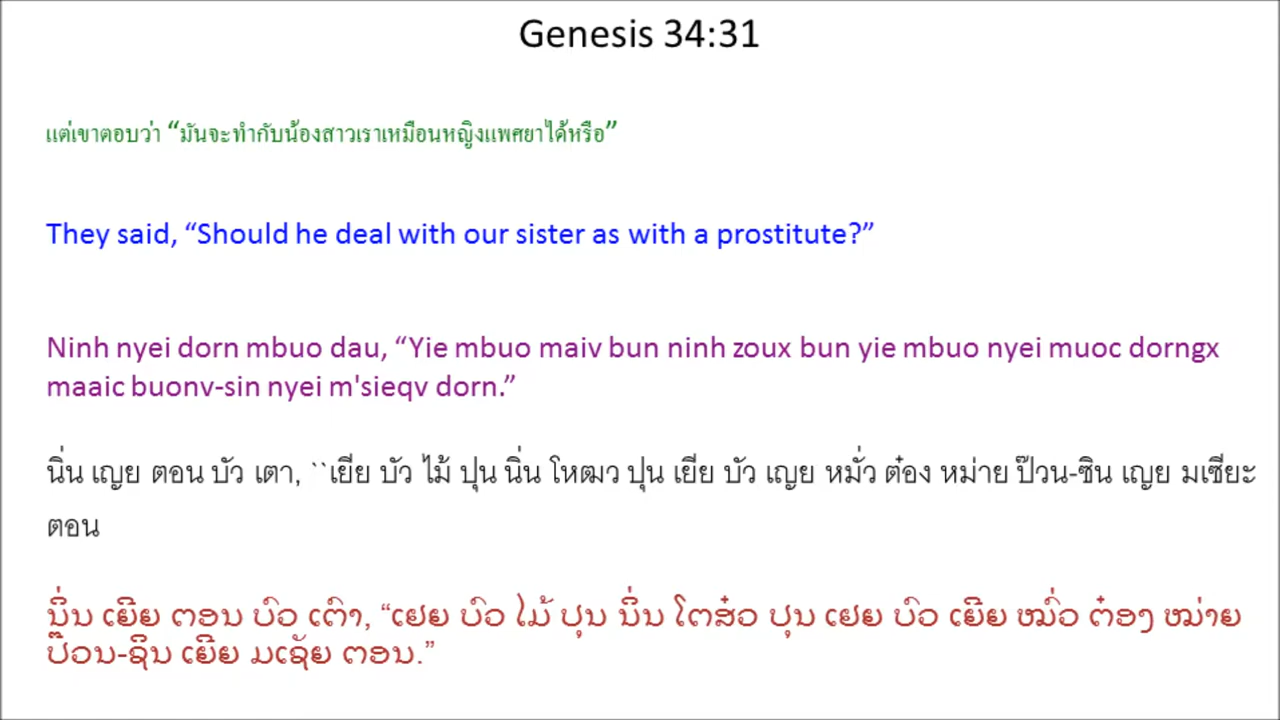 Genesis 34:31
แต่เขาตอบว่า “มันจะทำกับน้องสาวเราเหมือนหญิงแพศยาได้หรือ”
They said, “Should he deal with our sister as with a prostitute?”
Ninh nyei dorn mbuo dau, “Yie mbuo maiv bun ninh zoux bun yie mbuo nyei muoc dorngx
maaic buonv-sin nyei m'sieqv dorn.”
นิ่น เญย ตอน บัว เตา, ``เยีย บัว ไม้ ปุน นิ่น โหฒว ปุน เยีย บัว เญย หมั่ว ต๋อง หม่าย ป๊วน-ซิน เญย มเซียะ
ตอน
ນິ່ນ ເຍີຍ ຕອນ ບົວ ເຕົາ, “ເຢຍ ບົວ ໄມ້ ປຸນ ນິ່ນ ໂຕສ໋ວ ປຸນ ເຢຍ ບົວ ເຍີຍ ໝົ່ວ ຕ໋ອງ ໝ່າຍ
ປ໊ວນ-ຊິນ ເຍີຍ ມເຊັຍ ຕອນ.”